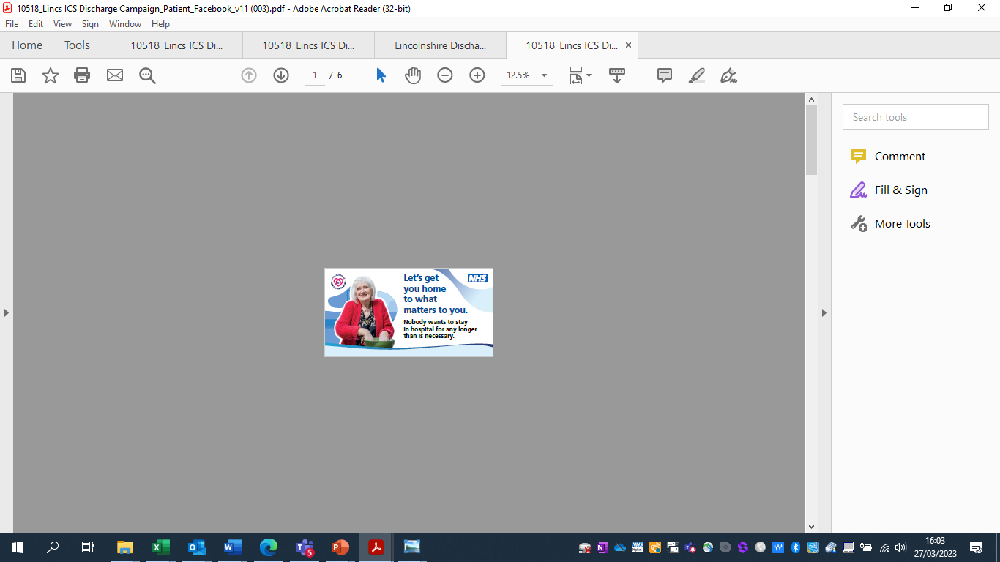 10518_Lincs ICS Discharge Campaign_Patient_Facebook_v11 (003).pdf - Adobe Acrobat Reader (32-bit)
File Edit View Sign Window Help
Home Tools 10518_Lincs ICS Di... 10518_Lincs ICS Di... Lincolnshire Discha... 10518_Lincs ICS Di...
1 / 6 12.5%
Search tools
Comment
Fill & Sign
More Tools
NHS
Let's get
you home
to what
matters to you.
Nobody wants to stay
in hospital for any longer
than is necessary.
5
16:03
27/03/2023